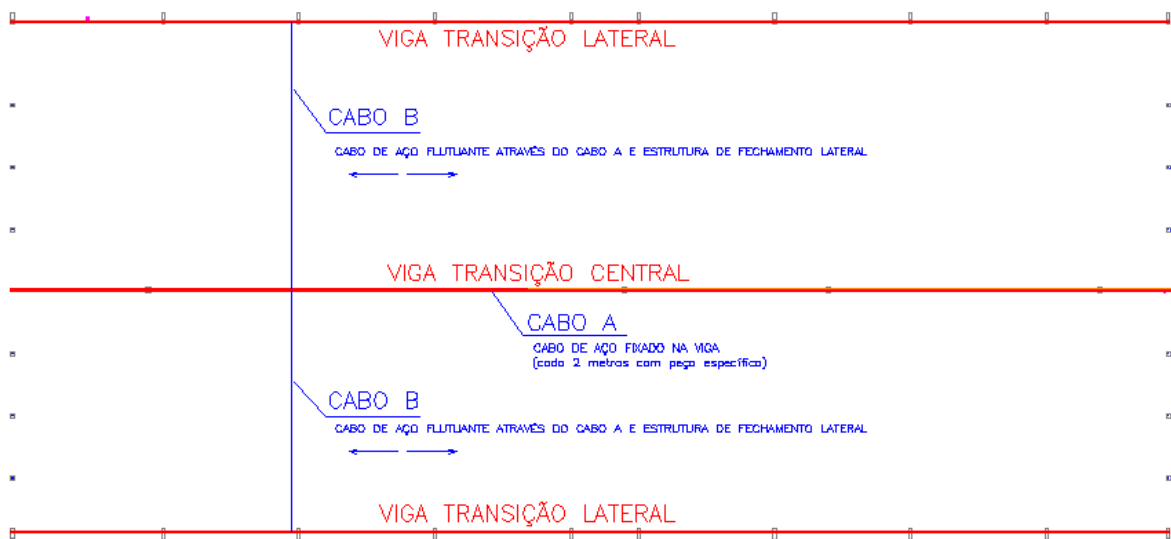 VIGA TRANSIÇÃO LATERAL
CABO B
CABO DE AÇO FLUTUANTE ATRAVÉS DO CABO A E ESTRUTURA DE FECHAMENTO LATERAL
VIGA TRANSIÇÃO CENTRAL
CABO A
CABO DE AÇO FIXADO NA VIGA
(cada 2 metros com peça específica)
CABO B
CABO DE AÇO FLUTUANTE ATRAVÉS DO CABO A E ESTRUTURA DE FECHAMENTO LATERAL
VIGA TRANSIÇÃO LATERAL